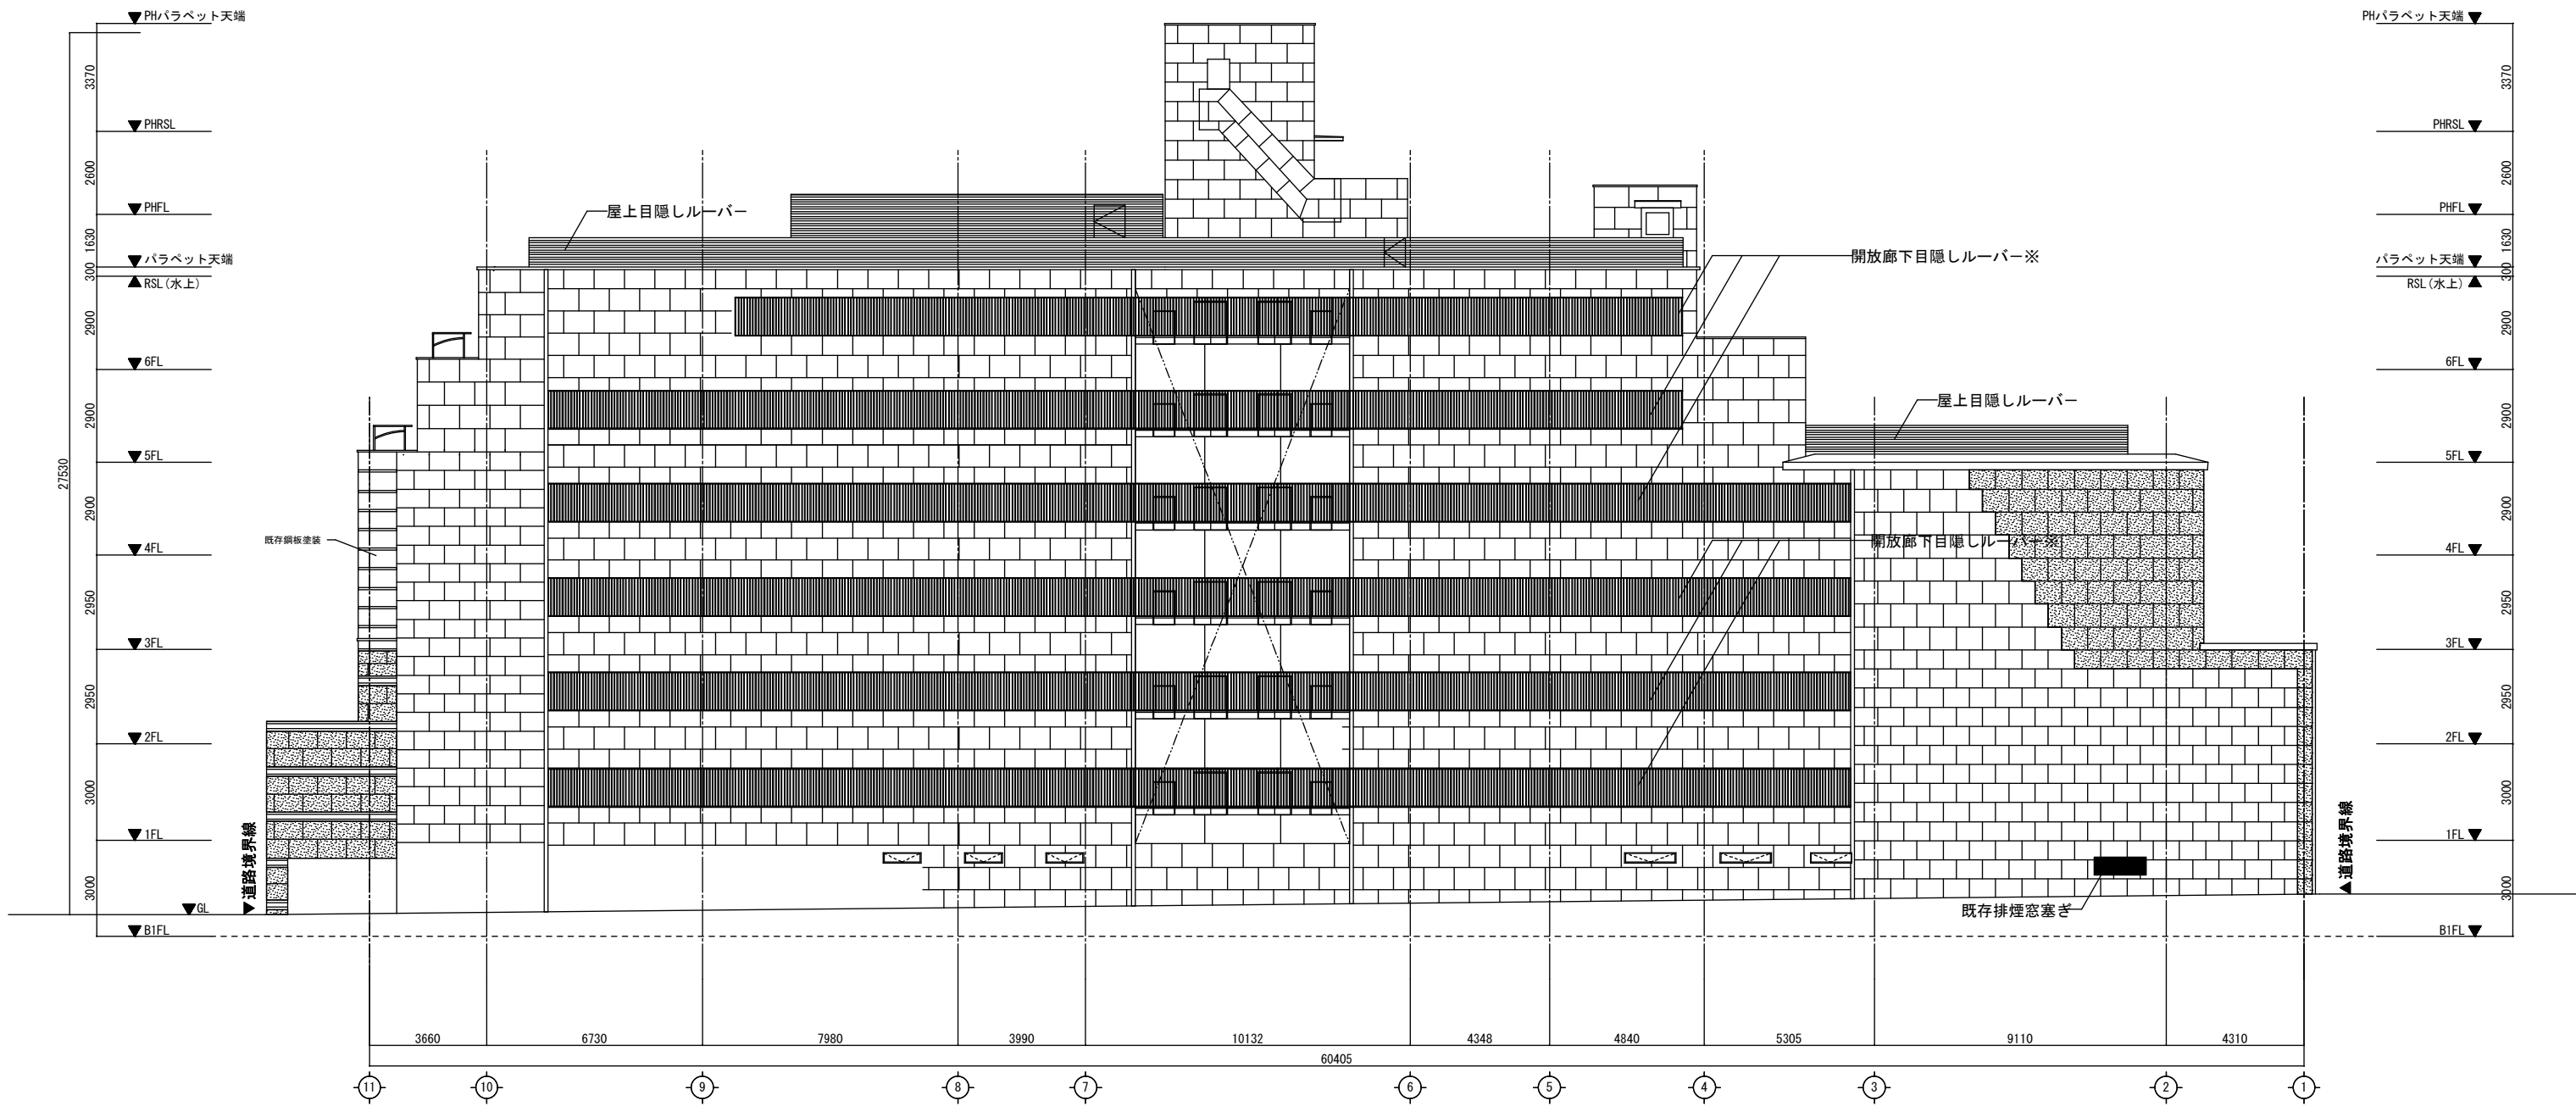 PHパラペット天端
PHパラペット天端
3370
3370
PHRSL
PHRSL
2600
2600
PHFL
PHFL
屋上目隠しルーバー
1630
1630
開放廊下目隠しルーバー※
パラペット天端
パラペット天端
300
300
RSL(水上)
RSL(水上)
2900
2900
6FL
6FL
屋上目隠しルーバー
2900
2900
5FL
5FL
27530
2900
2900
既存鋼板塗装
開放廊下目隠しルーバー※
4FL
4FL
2950
2950
3FL
3FL
2950
2950
2FL
2FL
3000
3000
1FL
1FL
▼道路境界線
▲道路境界線
3000
3000
GL
既存排煙窓塞ぎ
B1FL
B1FL
3660 6730 7980 3990 10132 4348 4840 5305 9110 4310
60405
11 10 9 8 7 6 5 4 3 2 1